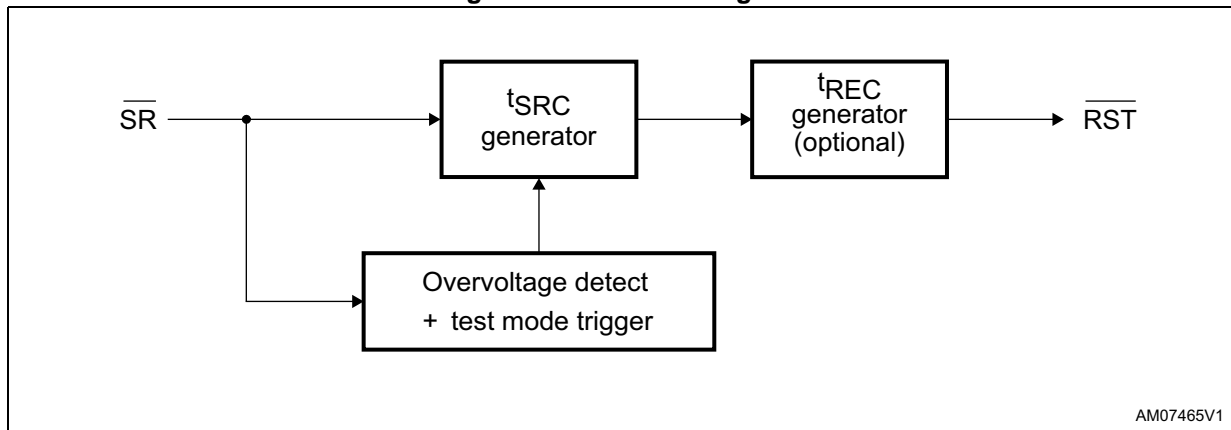 SR
tSRC
generator
tREC
generator
(optional)
RST
Overvoltage detect
+ test mode trigger
AM07465V1